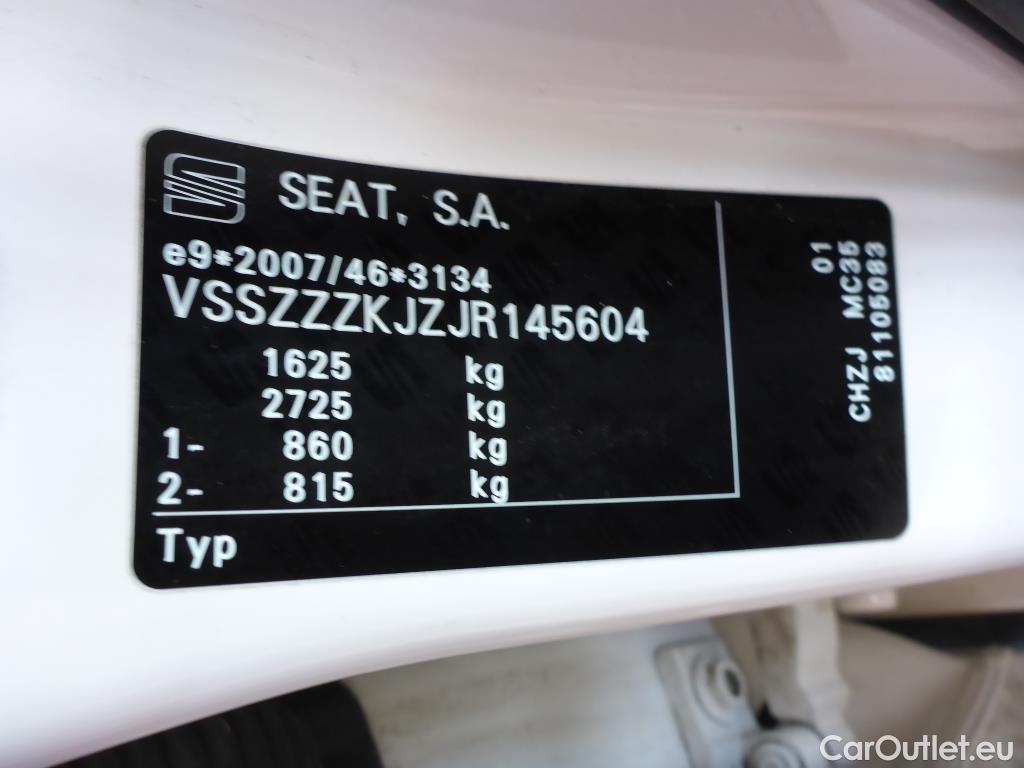 SEAT, S.A.
e9*2007/46*3134
VSSZZZKJZJR145604
1625 kg
2725 kg
1- 860 kg
2- 815 kg
Typ
01
CHZJ MC35
81105083
CarOutlet.eu